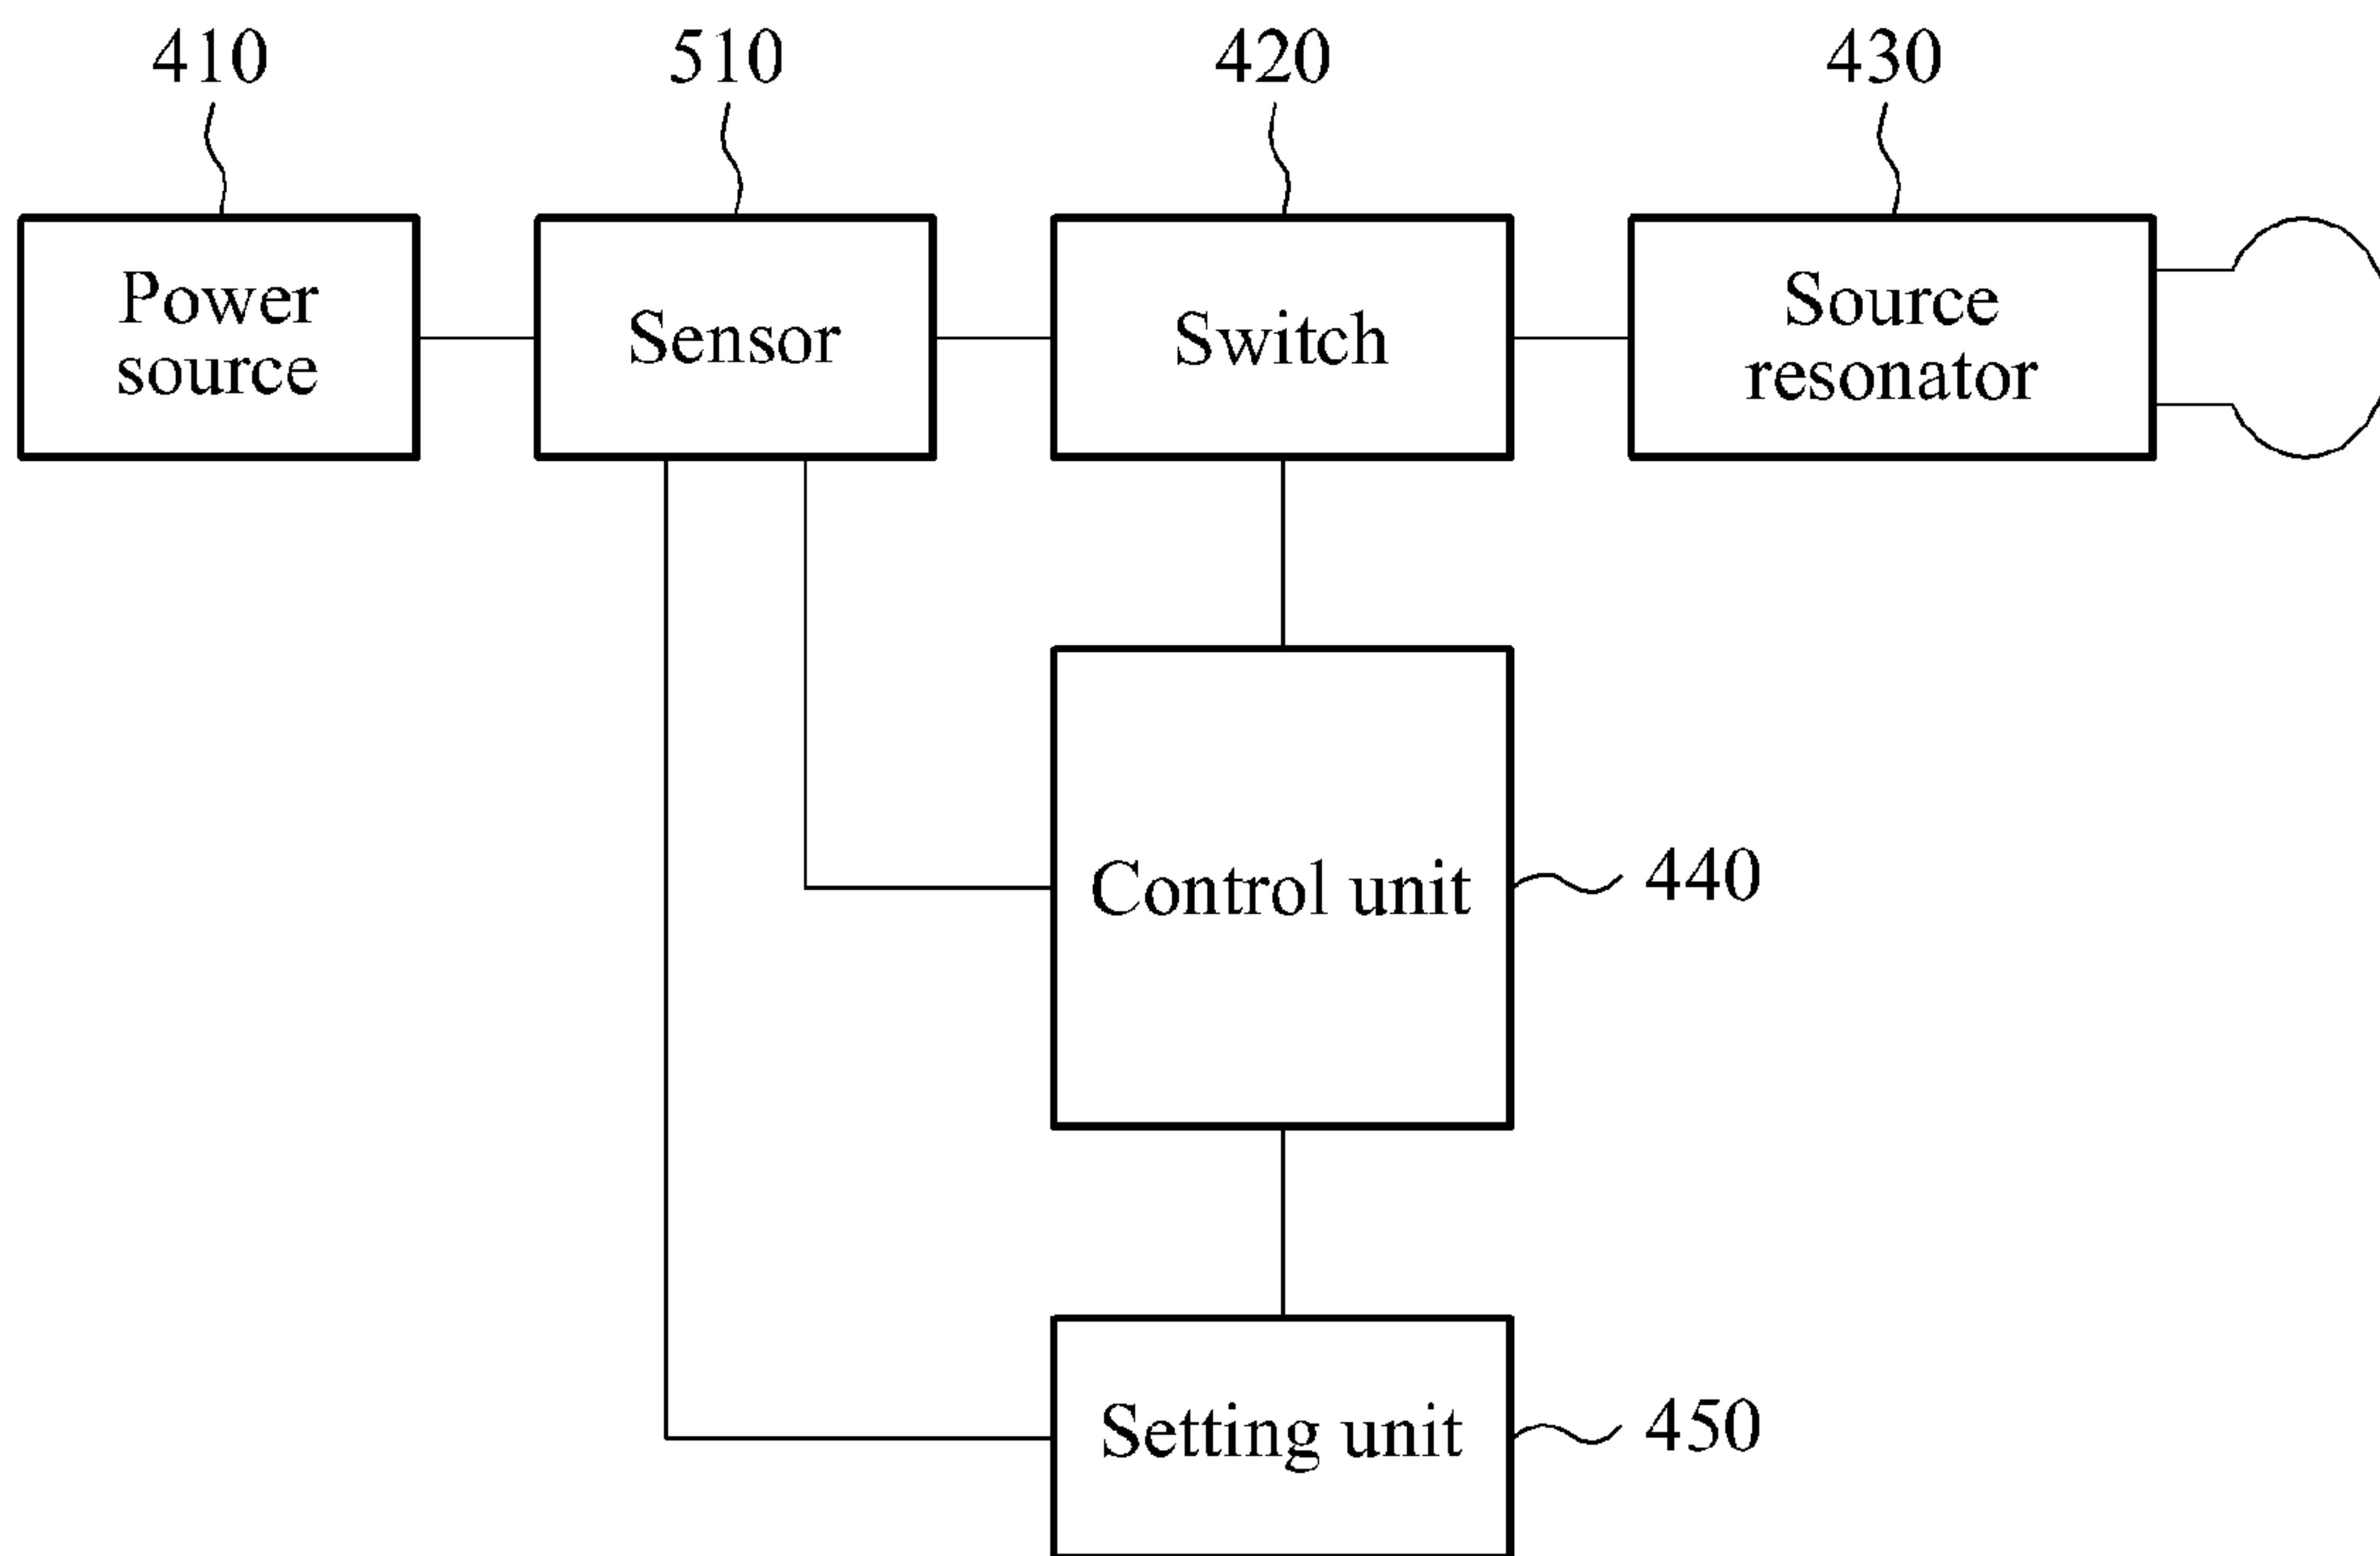 410
510
420
430
Power
source
Sensor
Switch
Source
resonator
Control unit
440
Setting unit
450